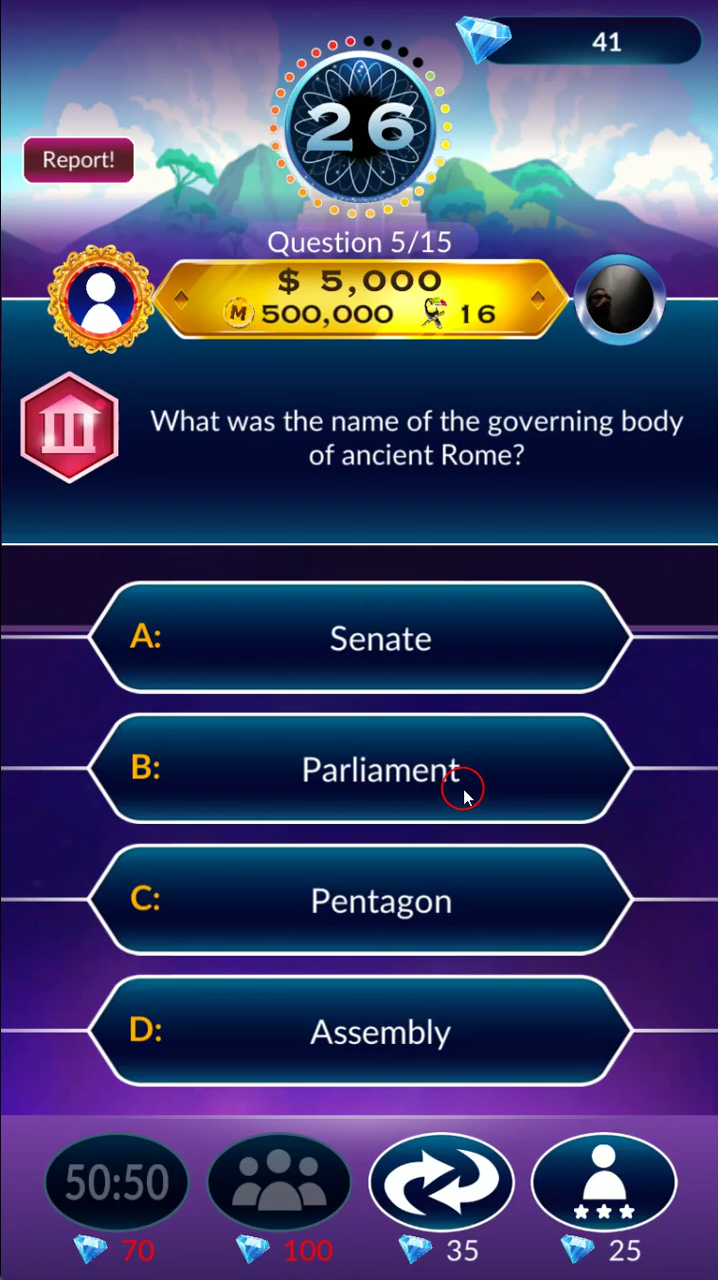 41
26
Report!
Question 5/15
$ 5,000
M 500,000 16
What was the name of the governing body
of ancient Rome?
A: Senate
B: Parliament
C: Pentagon
D: Assembly
50:50
70 100 35 25